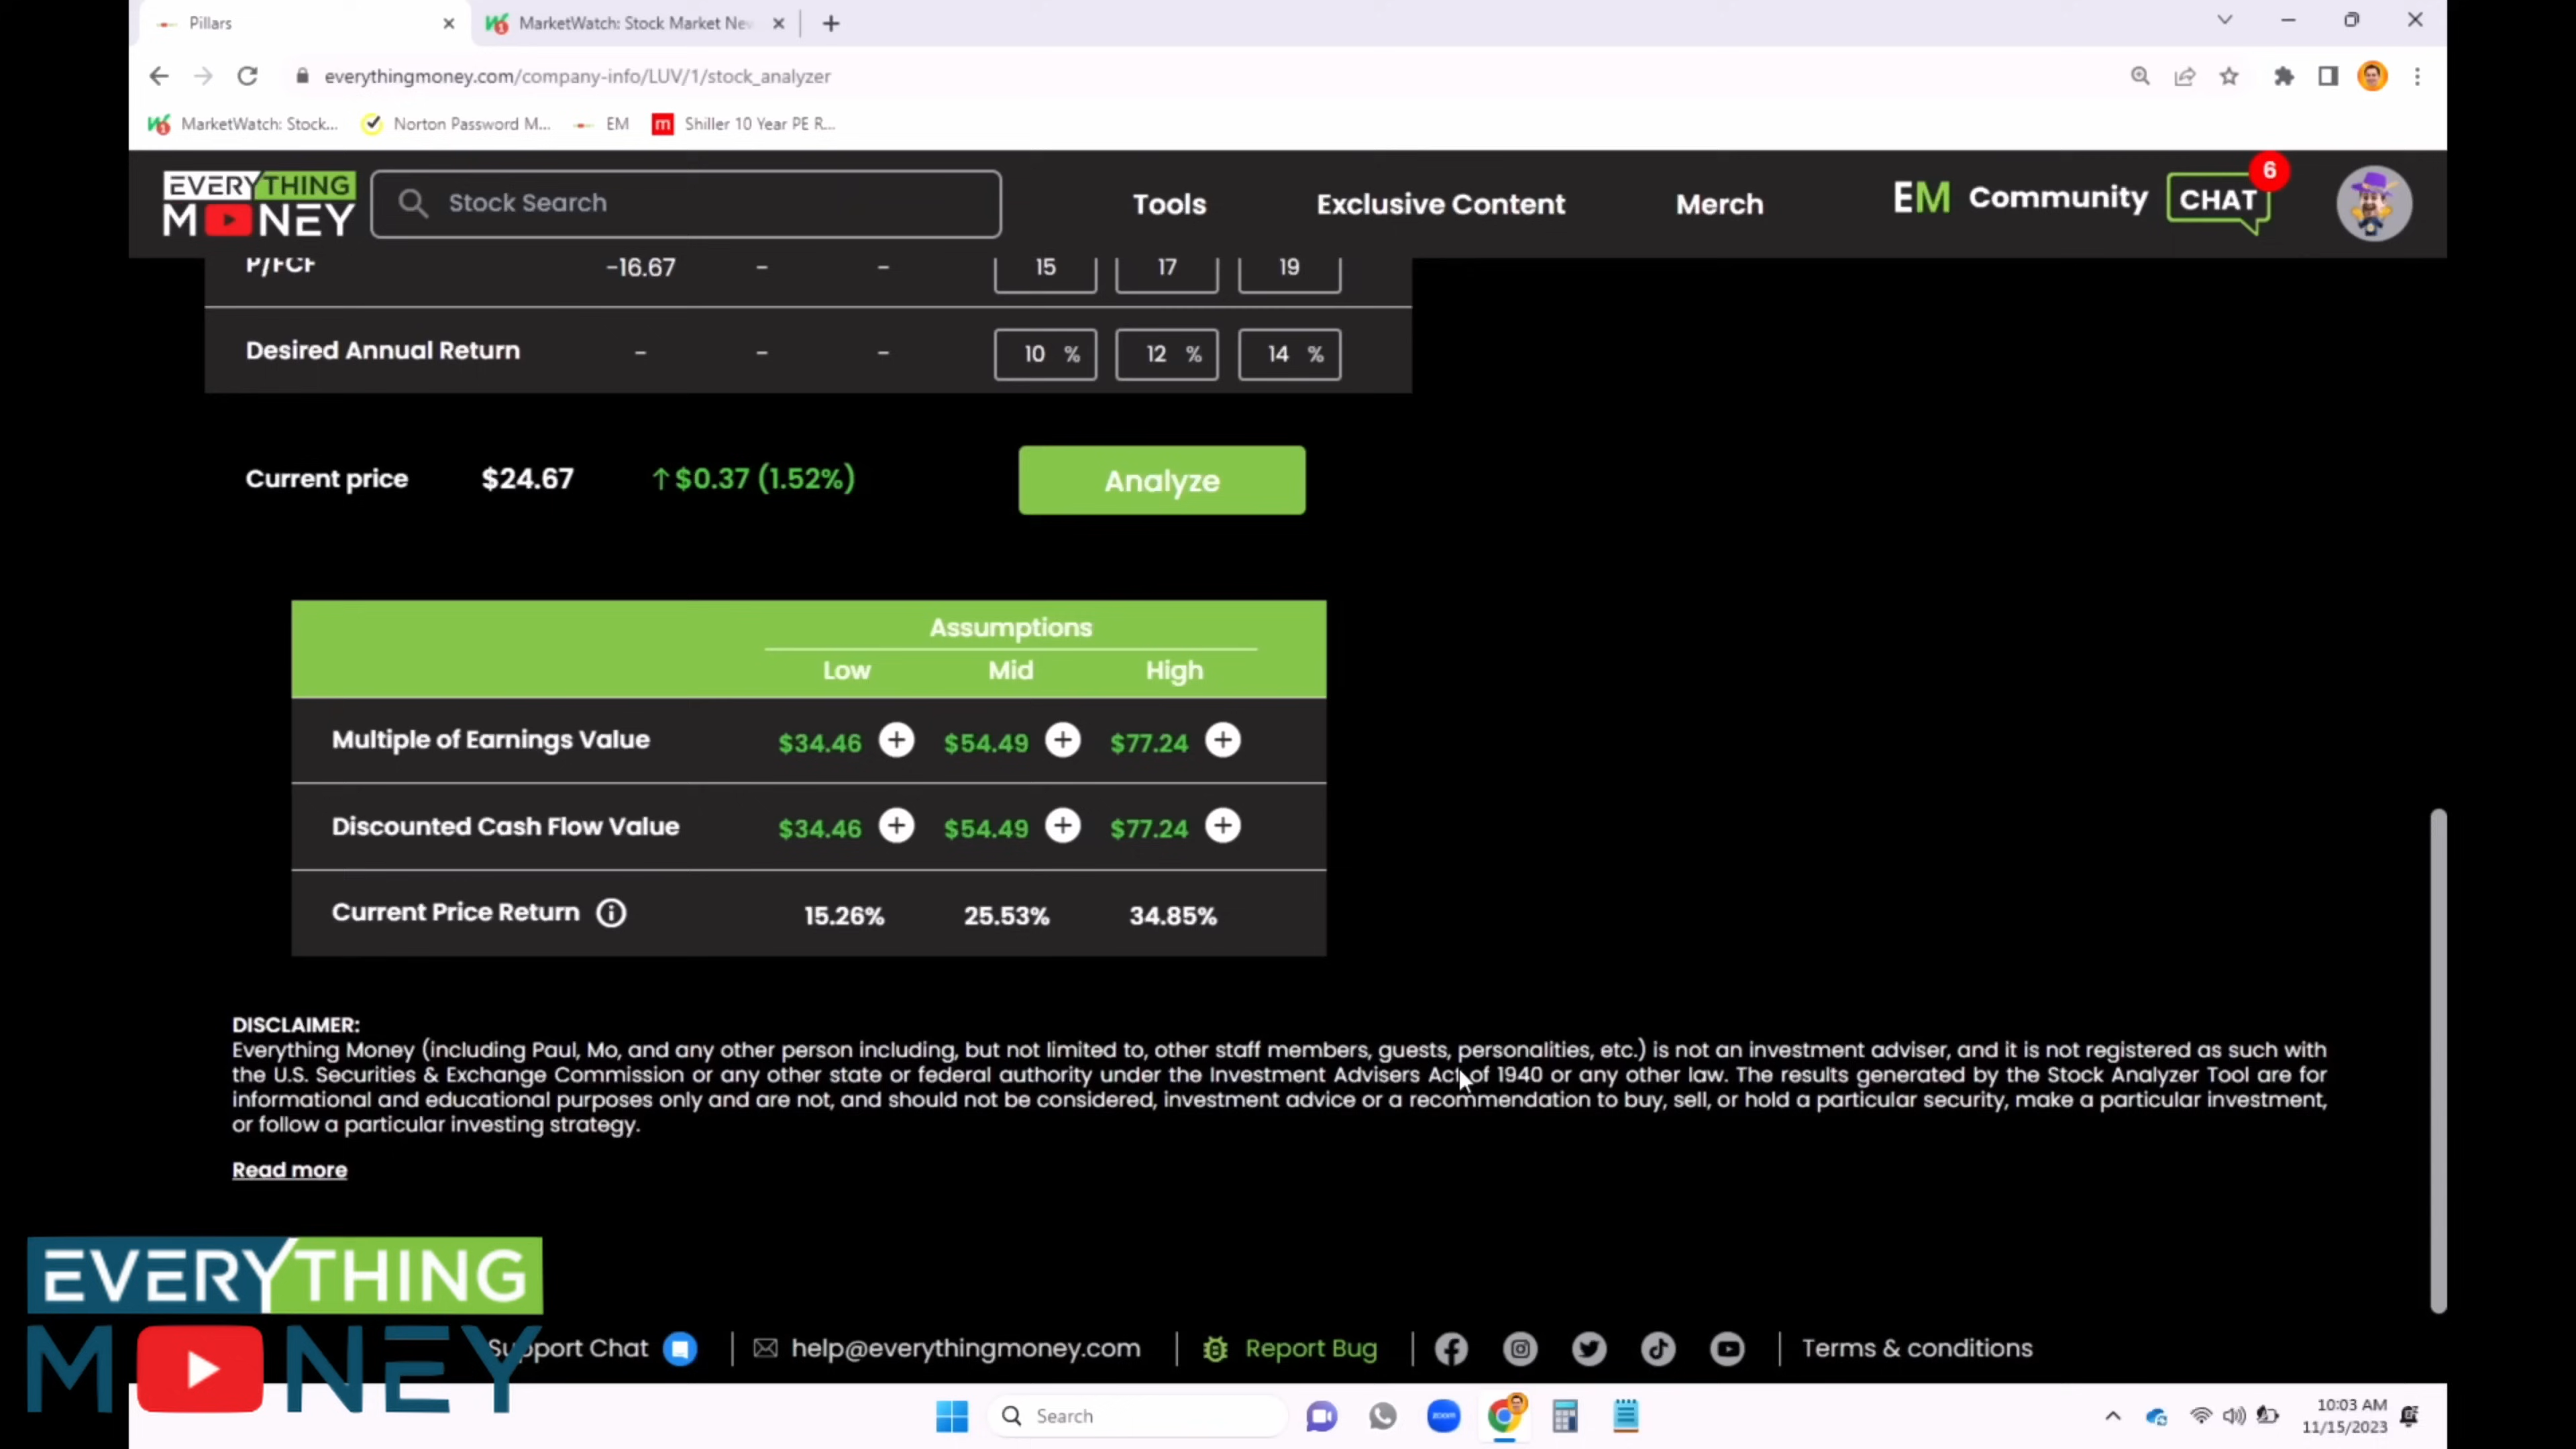 Pillars
MarketWatch: Stock Market Nev
everythingmoney.com/company-info/LUV/1/stock_analyzer
MarketWatch: Stock... Norton Password M... EM Shiller 10 Year PE R...
EVERYTHING MONEY
Stock Search
Tools Exclusive Content Merch EM Community CHAT 6
P/FCF -16.67 - - 15 17 19
Desired Annual Return - - - 10 % 12 % 14 %
Current price $24.67 ↑$0.37 (1.52%) Analyze
Assumptions
Low Mid High
Multiple of Earnings Value $34.46 + $54.49 + $77.24 +
Discounted Cash Flow Value $34.46 + $54.49 + $77.24 +
Current Price Return 15.26% 25.53% 34.85%
DISCLAIMER:
Everything Money (including Paul, Mo, and any other person including, but not limited to, other staff members, guests, personalities, etc.) is not an investment adviser, and it is not registered as such with
the U.S. Securities & Exchange Commission or any other state or federal authority under the Investment Advisers Act of 1940 or any other law. The results generated by the Stock Analyzer Tool are for
informational and educational purposes only and are not, and should not be considered, investment advice or a recommendation to buy, sell, or hold a particular security, make a particular investment,
or follow a particular investing strategy.
Read more
EVERYTHING
MONEY
Support Chat help@everythingmoney.com Report Bug Terms & conditions
Search zoom
10:03 AM
11/15/2023